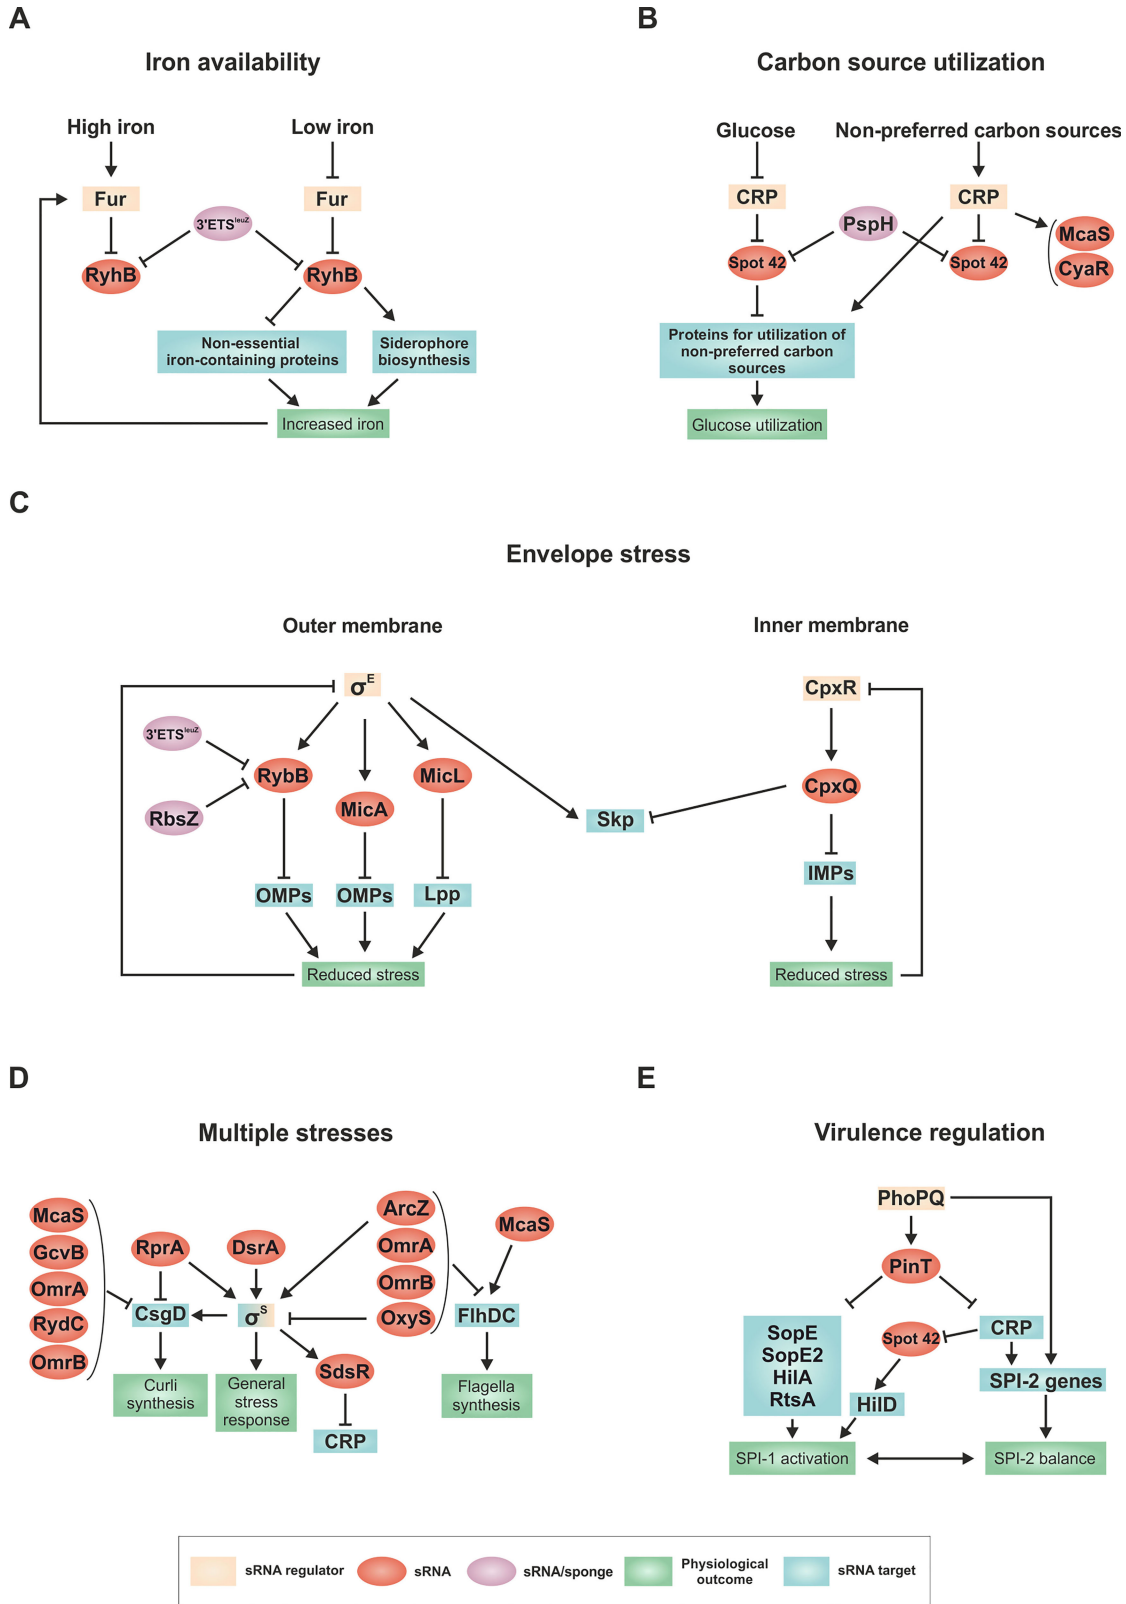 A
Iron availability
High iron
Low iron
Fur
Fur
3'ETSleuZ
RyhB
RyhB
Non-essential
iron-containing proteins
Siderophore
biosynthesis
Increased iron
B
Carbon source utilization
Glucose
Non-preferred carbon sources
CRP
CRP
PspH
McaS
Spot 42
Spot 42
CyaR
Proteins for utilization of
non-preferred carbon
sources
Glucose utilization
C
Envelope stress
Outer membrane
Inner membrane
σE
CpxR
3'ETSleuZ
RybB
MicL
CpxQ
MicA
RbsZ
Skp
IMPs
OMPs
OMPs
Lpp
Reduced stress
Reduced stress
D
Multiple stresses
McaS
GcvB
OmrA
RydC
OmrB
RprA
DsrA
ArcZ
OmrA
OmrB
OxyS
McaS
CsgD
σS
FlhDC
SdsR
Curli
synthesis
General
stress
response
Flagella
synthesis
CRP
E
Virulence regulation
PhoPQ
PinT
SopE
SopE2
HilA
RtsA
Spot 42
CRP
SPI-2 genes
HilD
SPI-1 activation
SPI-2 balance
sRNA regulator
sRNA
sRNA/sponge
Physiological
outcome
sRNA target